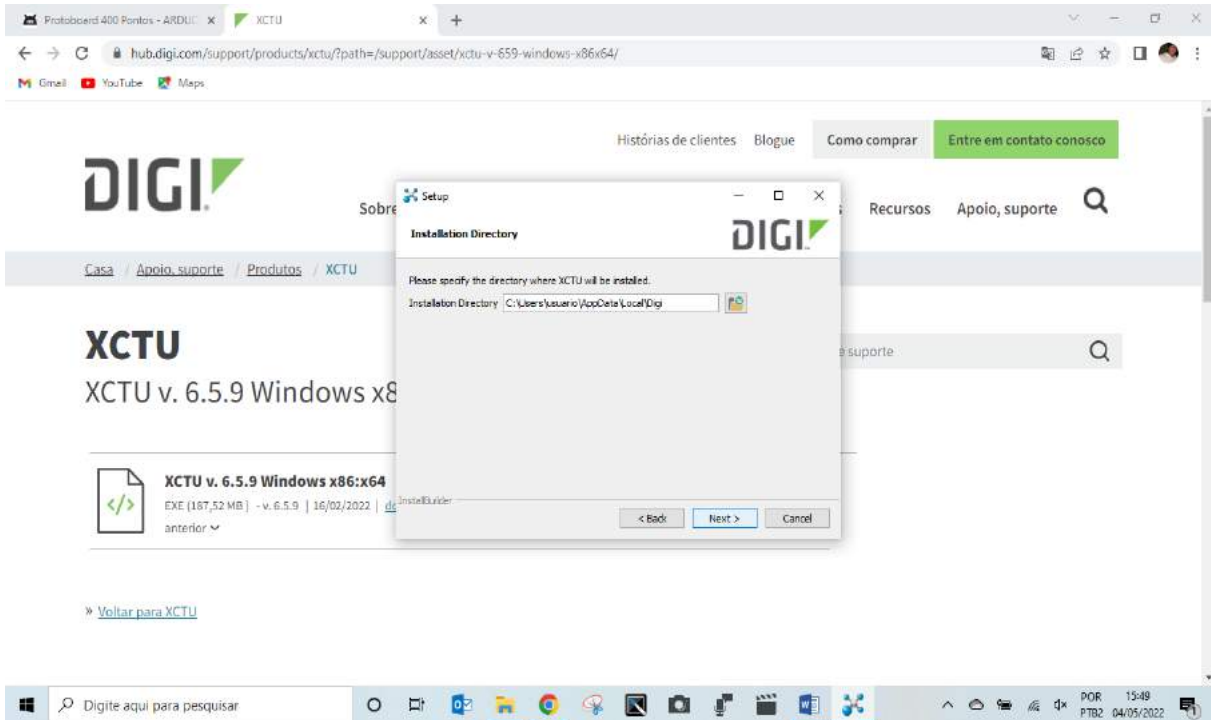 Protoboard 400 Pontos - ARDUI
XCTU
hub.digi.com/support/products/xctu/?path=/support/asset/xctu-v-659-windows-x86x64/
Gmail
YouTube
Maps
Histórias de clientes
Blogue
Como comprar
Entre em contato conosco
DIGI
Sobre
Recursos
Apoio, suporte
Casa / Apoio, suporte / Produtos / XCTU
Setup
Installation Directory
DIGI
Please specify the directory where XCTU will be installed.
Installation Directory C:\Users\usuario\AppData\Local\Digi
InstallBuilder
< Back
Next >
Cancel
XCTU
suporte
XCTU v. 6.5.9 Windows x8
XCTU v. 6.5.9 Windows x86:x64
</>
EXE (187,52 MB) - v. 6.5.9 | 16/02/2022 |
anterior
» Voltar para XCTU
Digite aqui para pesquisar
POR
PTB2
15:49
04/05/2022